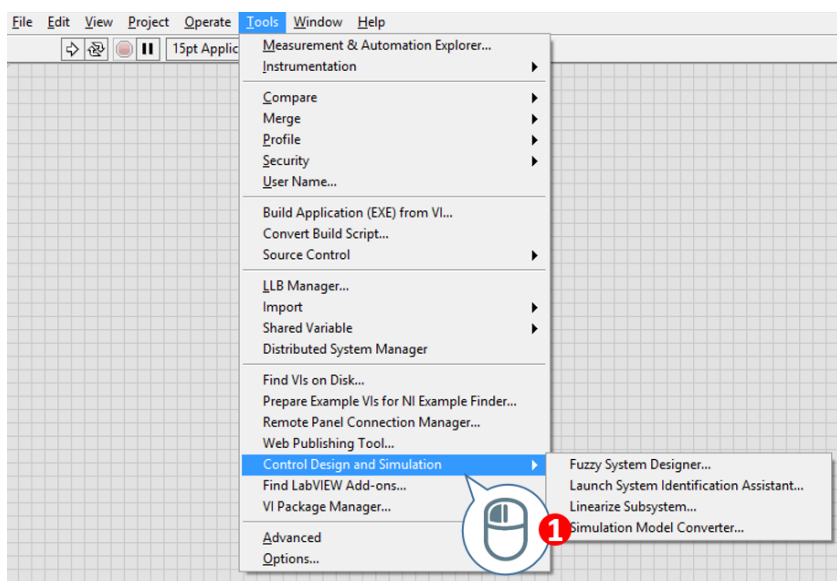 File Edit View Project Operate Tools Window Help
15pt Applic
Measurement & Automation Explorer...
Instrumentation
Compare
Merge
Profile
Security
User Name...
Build Application (EXE) from VI...
Convert Build Script...
Source Control
LLB Manager...
Import
Shared Variable
Distributed System Manager
Find VIs on Disk...
Prepare Example VIs for NI Example Finder...
Remote Panel Connection Manager...
Web Publishing Tool...
Control Design and Simulation
Find LabVIEW Add-ons...
VI Package Manager...
Advanced
Options...
Fuzzy System Designer...
Launch System Identification Assistant...
Linearize Subsystem...
1 Simulation Model Converter...